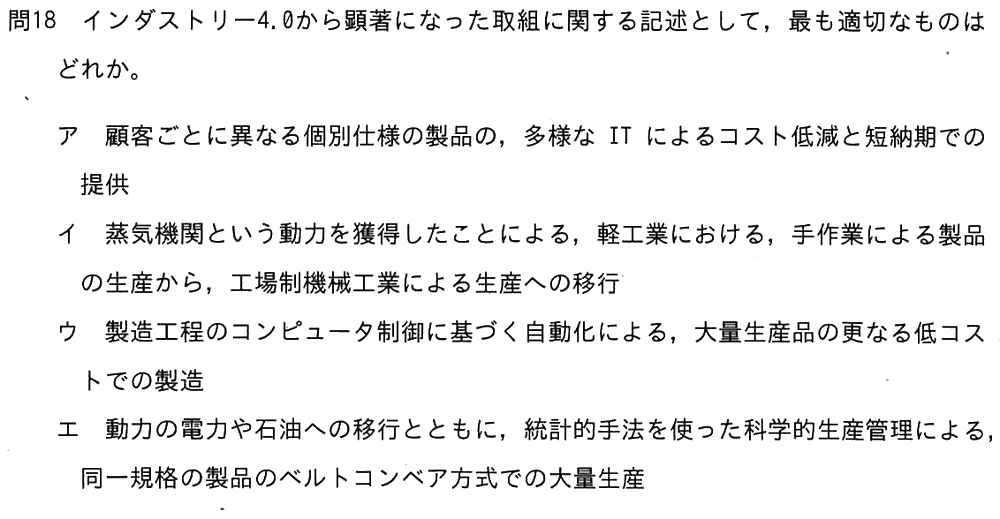 問18 インダストリー4.0から顕著になった取組に関する記述として，最も適切なものは
どれか。
ア 顧客ごとに異なる個別仕様の製品の，多様な IT によるコスト低減と短納期での
提供
イ 蒸気機関という動力を獲得したことによる，軽工業における，手作業による製品
の生産から，工場制機械工業による生産への移行
ウ 製造工程のコンピュータ制御に基づく自動化による，大量生産品の更なる低コス
トでの製造
エ 動力の電力や石油への移行とともに，統計的手法を使った科学的生産管理による，
同一規格の製品のベルトコンベア方式での大量生産